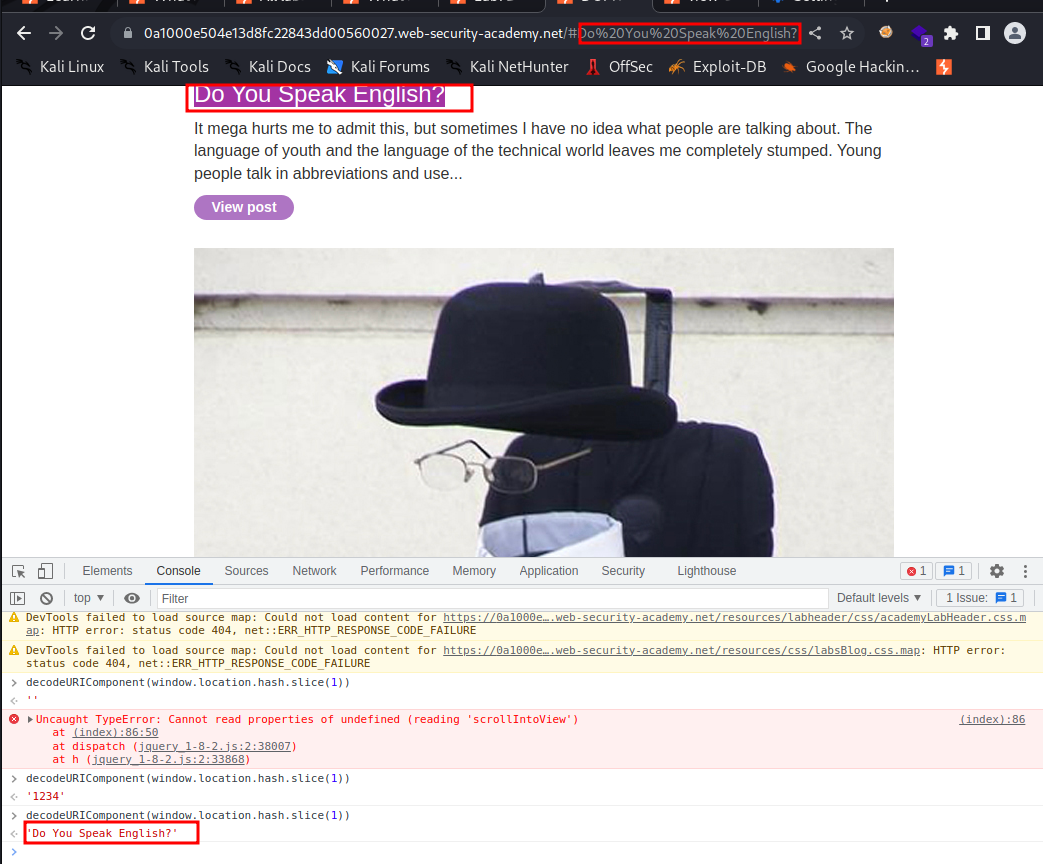 0a1000e504e13d8fc22843dd00560027.web-security-academy.net/#Do%20You%20Speak%20English?
2
Kali Linux Kali Tools Kali Docs Kali Forums Kali NetHunter OffSec Exploit-DB Google Hackin…
Do You Speak English?
It mega hurts me to admit this, but sometimes I have no idea what people are talking about. The
language of youth and the language of the technical world leaves me completely stumped. Young
people talk in abbreviations and use...
View post
Elements Console Sources Network Performance Memory Application Security Lighthouse 1 1
top ▼ Filter Default levels ▼ 1 Issue: 1
DevTools failed to load source map: Could not load content for https://0a1000e….web-security-academy.net/resources/labheader/css/academyLabHeader.css.m
ap: HTTP error: status code 404, net::ERR_HTTP_RESPONSE_CODE_FAILURE
DevTools failed to load source map: Could not load content for https://0a1000e….web-security-academy.net/resources/css/labsBlog.css.map: HTTP error:
status code 404, net::ERR_HTTP_RESPONSE_CODE_FAILURE
> decodeURIComponent(window.location.hash.slice(1))
''
Uncaught TypeError: Cannot read properties of undefined (reading 'scrollIntoView') (index):86
at (index):86:50
at dispatch (jquery_1-8-2.js:2:38007)
at h (jquery_1-8-2.js:2:33868)
> decodeURIComponent(window.location.hash.slice(1))
'1234'
> decodeURIComponent(window.location.hash.slice(1))
'Do You Speak English?'
>